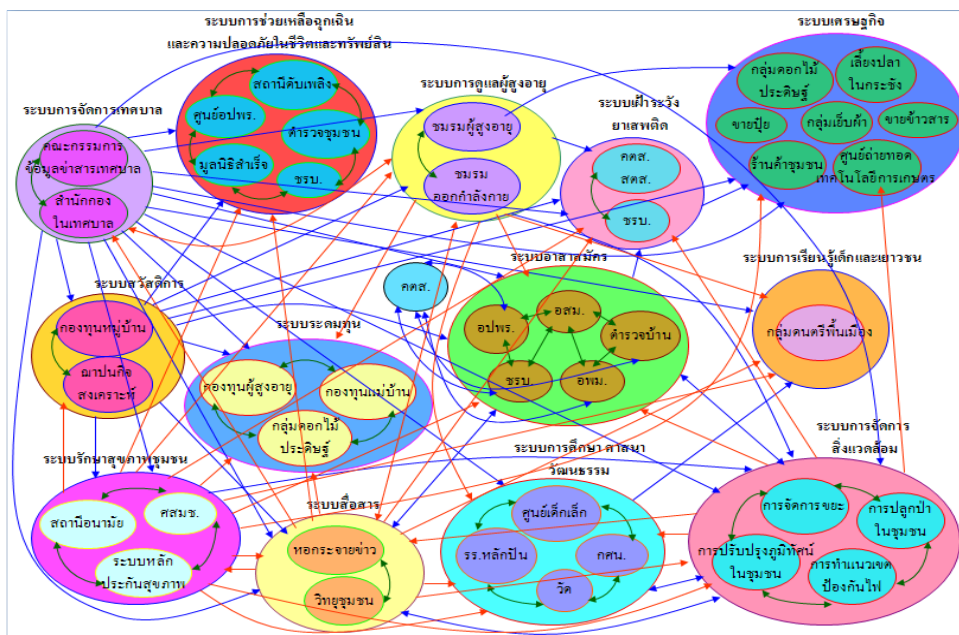 ระบบการช่วยเหลือฉุกเฉิน
และความปลอดภัยในชีวิตและทรัพย์สิน
สถานีดับเพลิง
ศูนย์อปพร.
ตำรวจชุมชน
มูลนิธิสำเร็จ
ชรบ.
ระบบการจัดการเทศบาล
คณะกรรมการ
ข้อมูลข่าสารเทศบาล
สำนักกอง
ในเทศบาล
ระบบการดูแลผู้สูงอายุ
ชมรมผู้สูงอายุ
ชมรม
ออกกำลังกาย
ระบบเฝ้าระวัง
ยาเสพติด
คตส.
สตส.
ชรบ.
ระบบเศรษฐกิจ
กลุ่มดอกไม้
ประดิษฐ์
เลี้ยงปลา
ในกระชัง
ขายปุ๋ย
กลุ่มเย็บผ้า
ขายข้าวสาร
ร้านค้าชุมชน
ศูนย์ถ่ายทอด
เทคโนโลยีการเกษตร
ระบบสวัสดิการ
กองทุนหมู่บ้าน
ฌาปนกิจ
สงเคราะห์
ระบบระดมทุน
กองทุนผู้สูงอายุ
กองทุนแม่บ้าน
กลุ่มดอกไม้
ประดิษฐ์
คตส.
ระบบอาสาสมัคร
อปพร.
อสม.
ตำรวจบ้าน
ชรบ.
อพม.
ระบบการเรียนรู้เด็กและเยาวชน
กลุ่มดนตรีพื้นเมือง
ระบบรักษาสุขภาพชุมชน
สถานีอนามัย
ศสมช.
ระบบหลัก
ประกันสุขภาพ
ระบบสื่อสาร
หอกระจายข่าว
วิทยุชุมชน
ระบบการศึกษา ศาสนา
วัฒนธรรม
ศูนย์เด็กเล็ก
รร.หลักปัน
กศน.
วัด
ระบบการจัดการ
สิ่งแวดล้อม
การจัดการขยะ
การปลูกป่า
ในชุมชน
การปรับปรุงภูมิทัศน์
ในชุมชน
การทำแนวเขต
ป้องกันไฟ